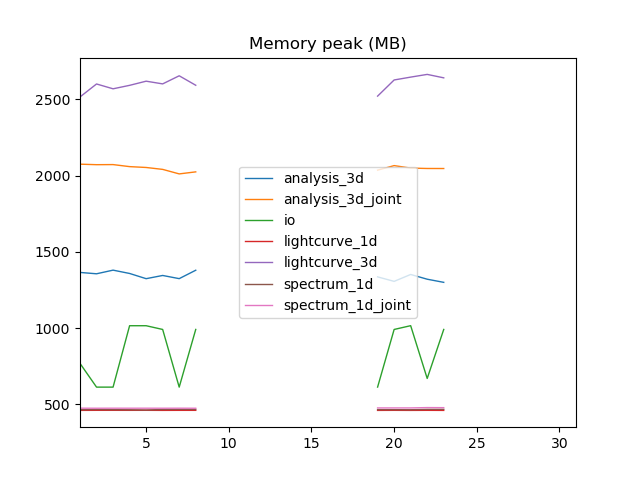 Memory peak (MB)
2500
2000
1500
1000
500
analysis_3d
analysis_3d_joint
io
lightcurve_1d
lightcurve_3d
spectrum_1d
spectrum_1d_joint
5 10 15 20 25 30